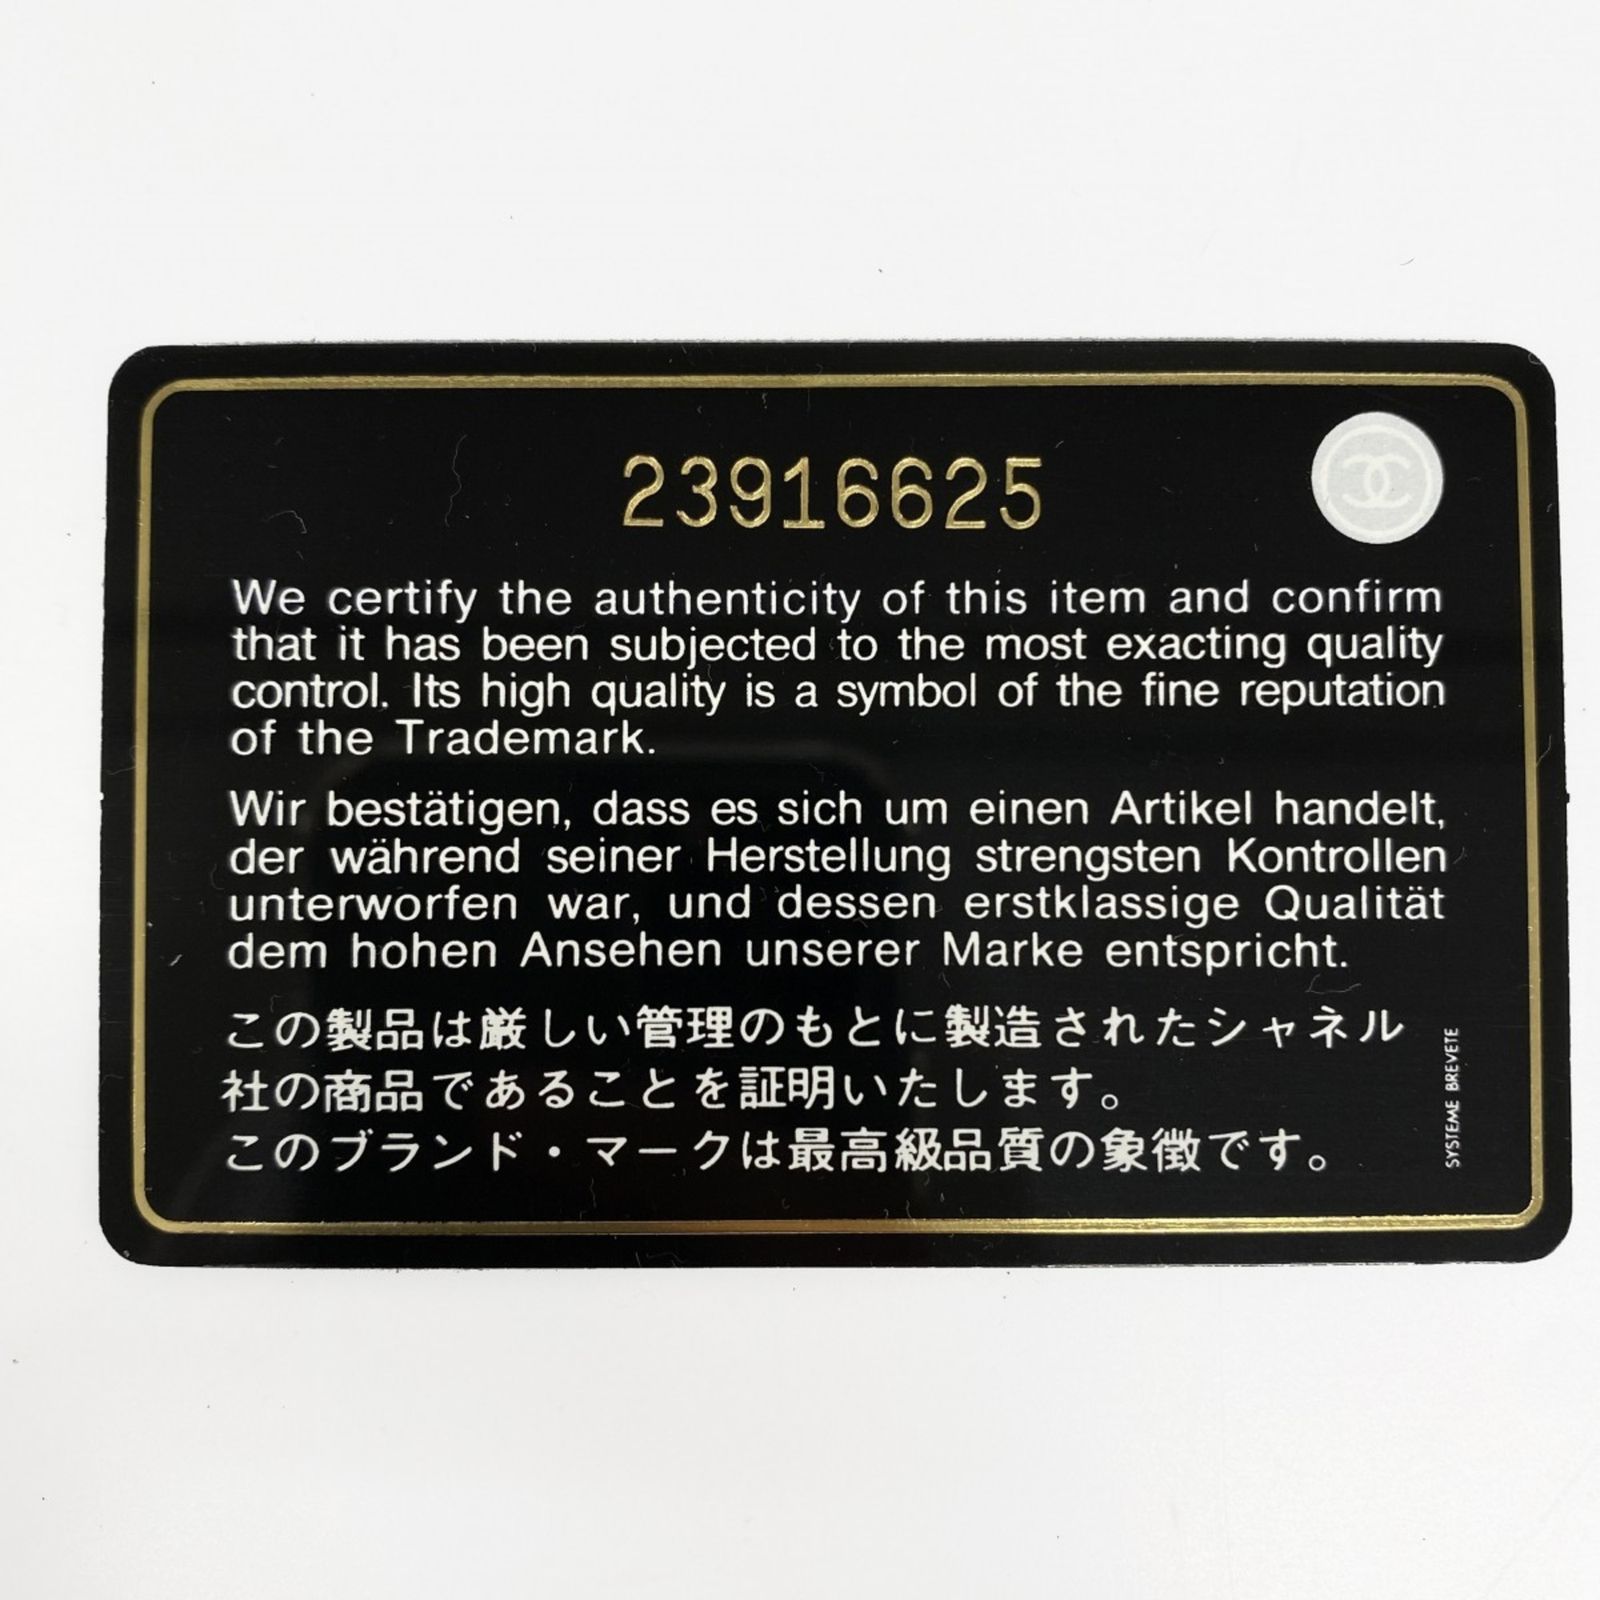 23916625
We certify the authenticity of this item and confirm
that it has been subjected to the most exacting quality
control. Its high quality is a symbol of the fine reputation
of the Trademark.
Wir bestätigen, dass es sich um einen Artikel handelt,
der während seiner Herstellung strengsten Kontrollen
unterworfen war, und dessen erstklassige Qualität
dem hohen Ansehen unserer Marke entspricht.
この製品は厳しい管理のもとに製造されたシャネル
社の商品であることを証明いたします。
このブランド・マークは最高級品質の象徴です。
SYSTEME BREVETE